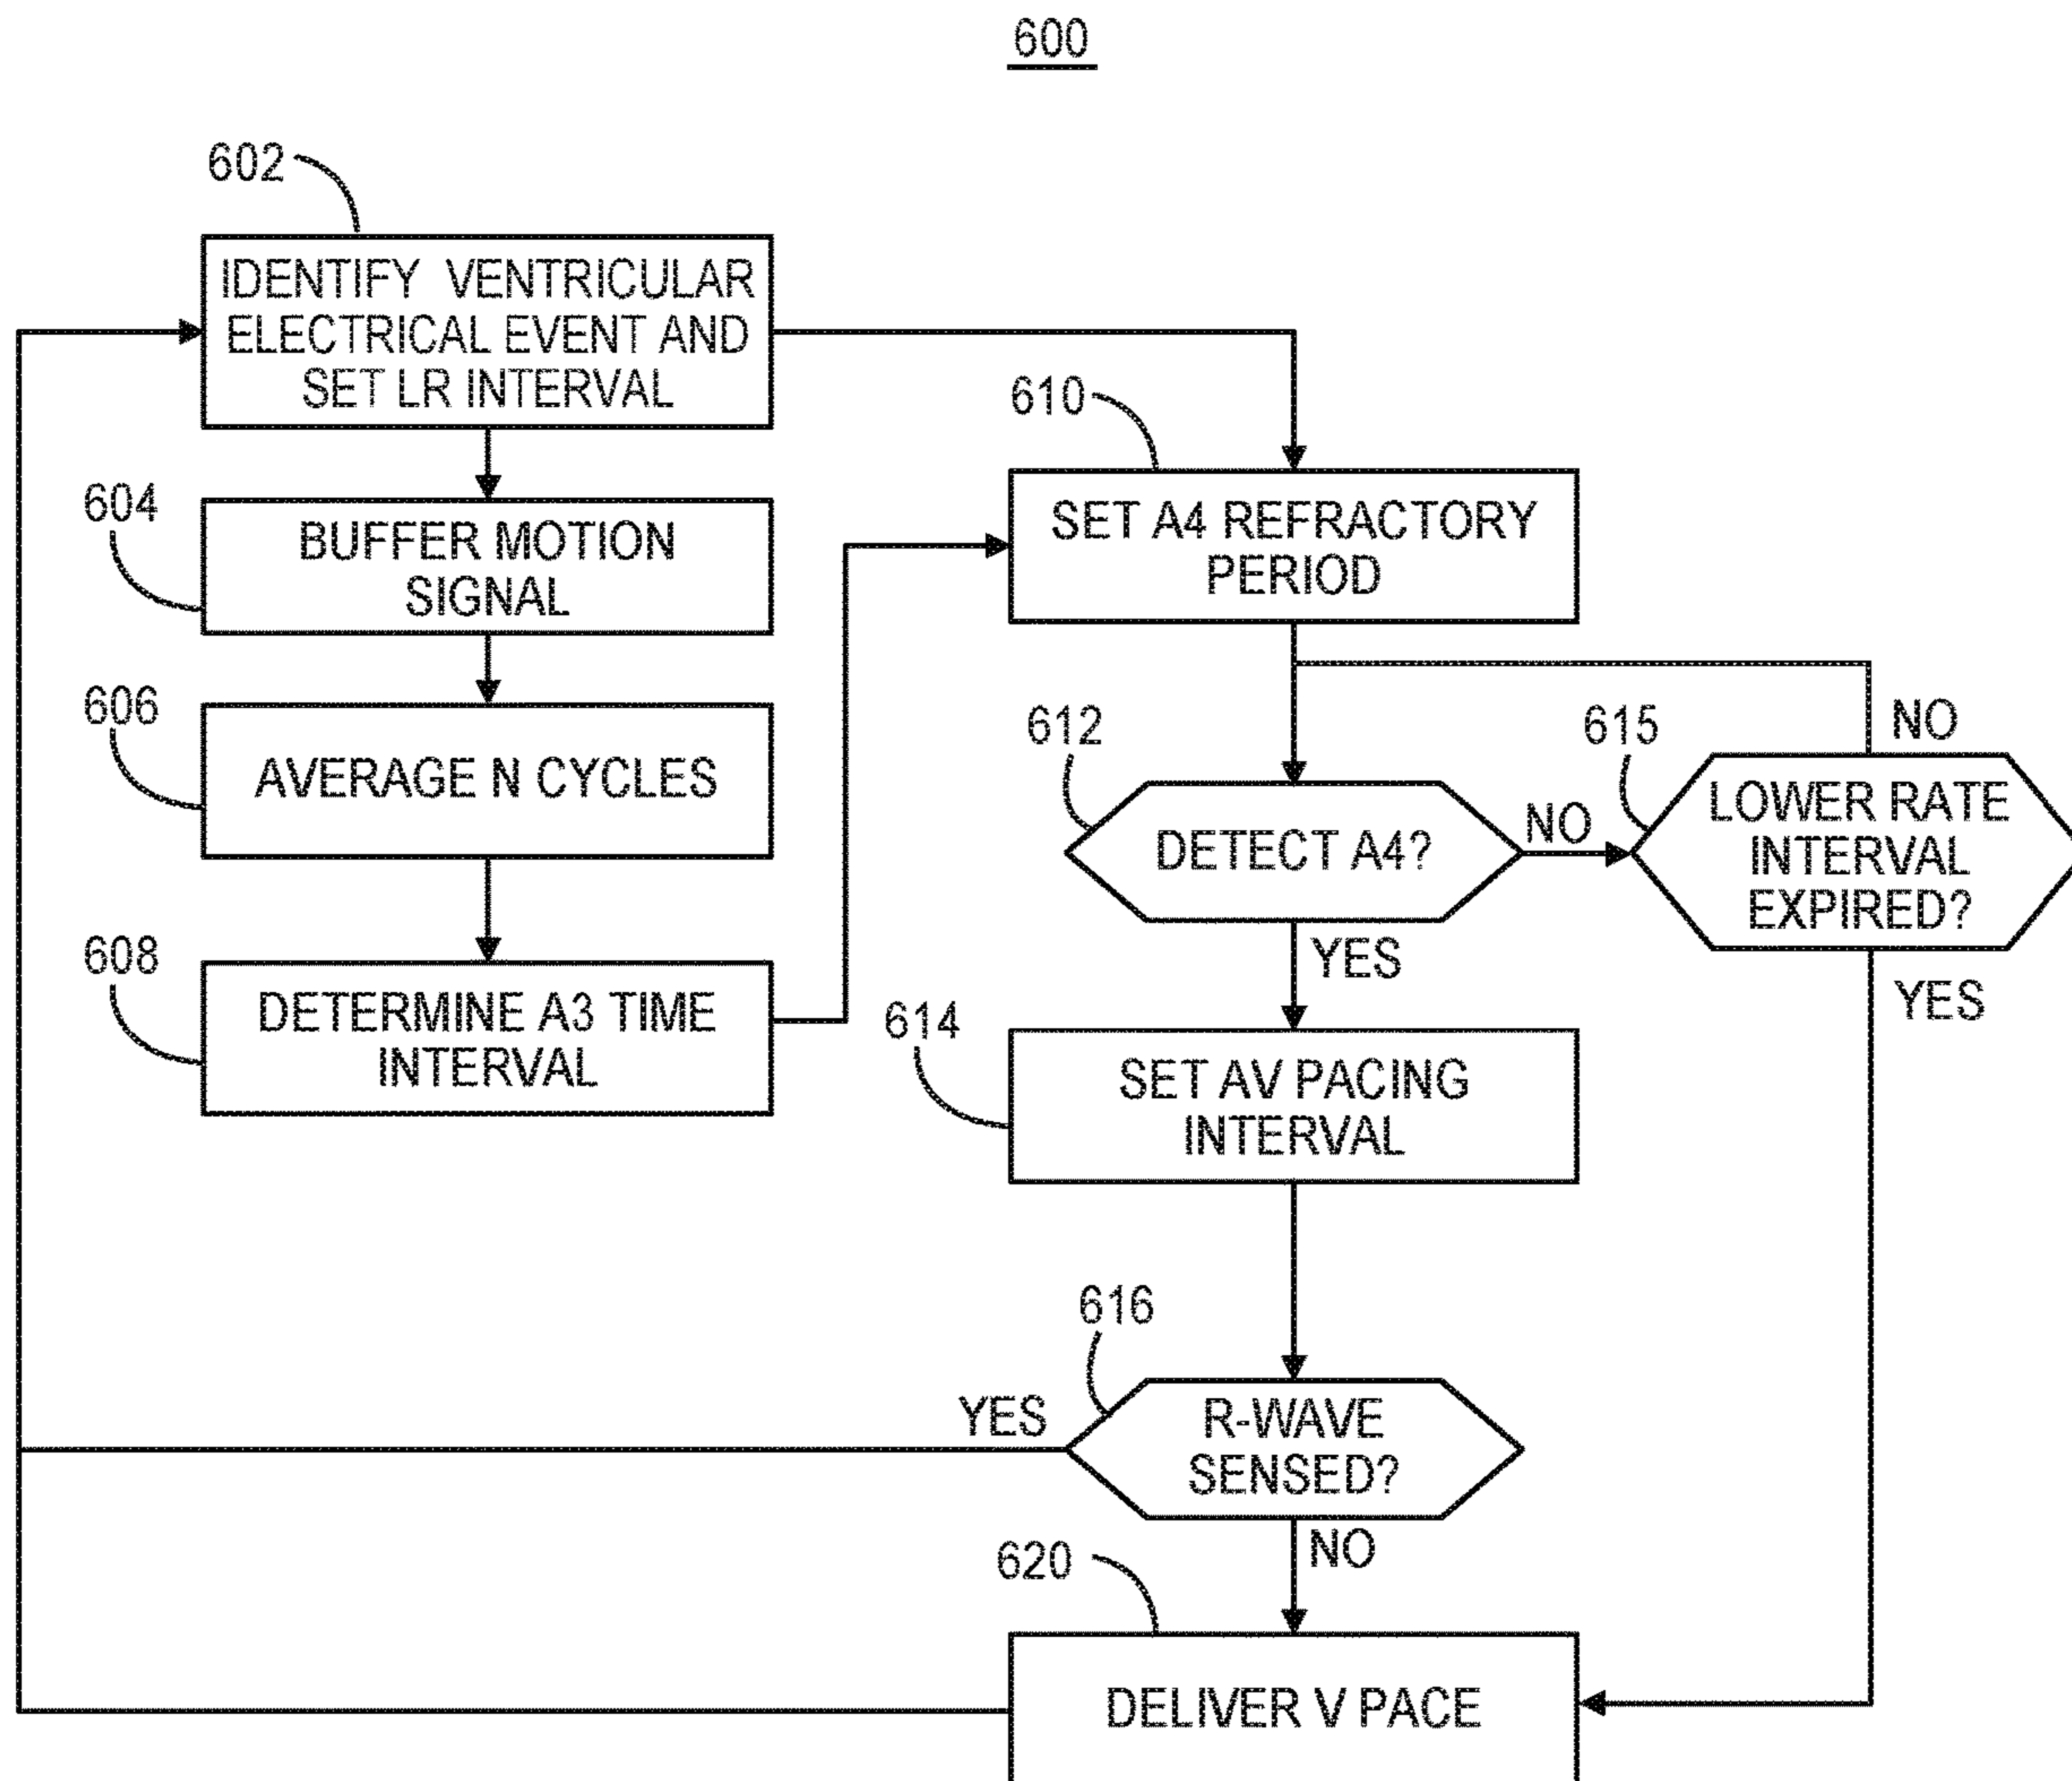 600
602
IDENTIFY VENTRICULAR
ELECTRICAL EVENT AND
SET LR INTERVAL
604
BUFFER MOTION
SIGNAL
606
AVERAGE N CYCLES
608
DETERMINE A3 TIME
INTERVAL
610
SET A4 REFRACTORY
PERIOD
612
DETECT A4?
NO
YES
615
LOWER RATE
INTERVAL
EXPIRED?
NO
YES
614
SET AV PACING
INTERVAL
616
R-WAVE
SENSED?
YES
NO
620
DELIVER V PACE